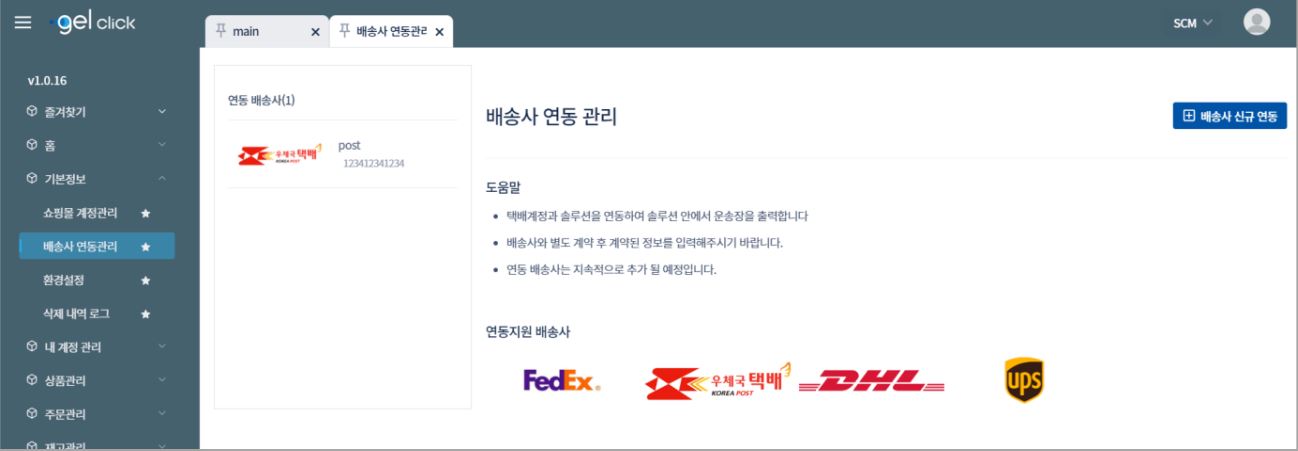 gel click
main
배송사 연동관리
SCM
v1.0.16
즐겨찾기
홈
기본정보
쇼핑몰 계정관리
배송사 연동관리
환경설정
삭제 내역 로그
내 계정 관리
상품관리
주문관리
재고관리
연동 배송사(1)
우체국택배
KOREA POST
post
123412341234
배송사 연동 관리
배송사 신규 연동
도움말
택배계정과 솔루션을 연동하여 솔루션 안에서 운송장을 출력합니다
배송사와 별도 계약 후 계약된 정보를 입력해주시기 바랍니다.
연동 배송사는 지속적으로 추가 될 예정입니다.
연동지원 배송사
FedEx.
우체국택배
KOREA POST
DHL
ups